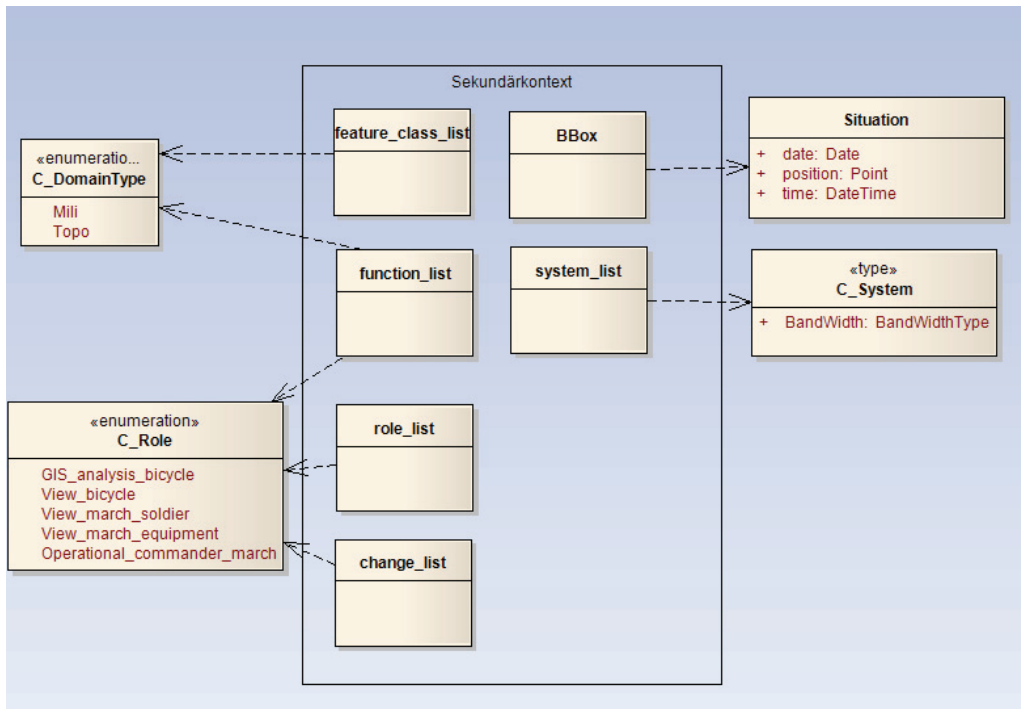 Sekundärkontext
«enumeratio...
C_DomainType
Mili
Topo
feature_class_list
BBox
Situation
+ date: Date
+ position: Point
+ time: DateTime
function_list
system_list
«type»
C_System
+ BandWidth: BandWidthType
«enumeration»
C_Role
GIS_analysis_bicycle
View_bicycle
View_march_soldier
View_march_equipment
Operational_commander_march
role_list
change_list